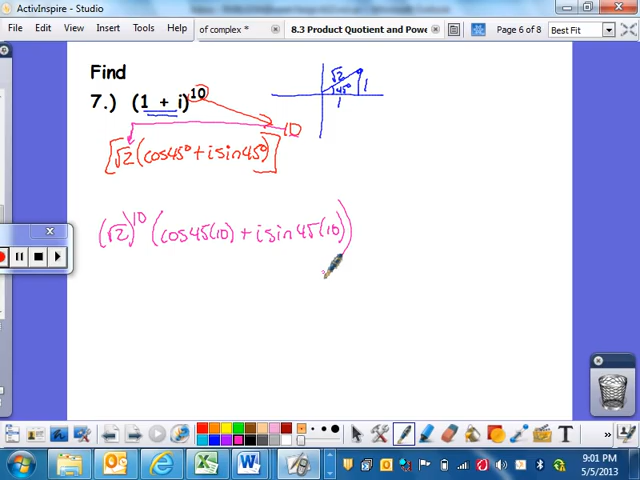 ActivInspire - Studio
File Edit View Insert Tools Help of complex 8.3 Product Quotient and Powe Page 6 of 8 Best Fit
Find
7.) (1 + i)^10
√2 45° 1 1
10
[√2(cos45° + isin45°)]
(√2)^10 (cos45(10) + isin45(10))
9:01 PM
5/5/2013